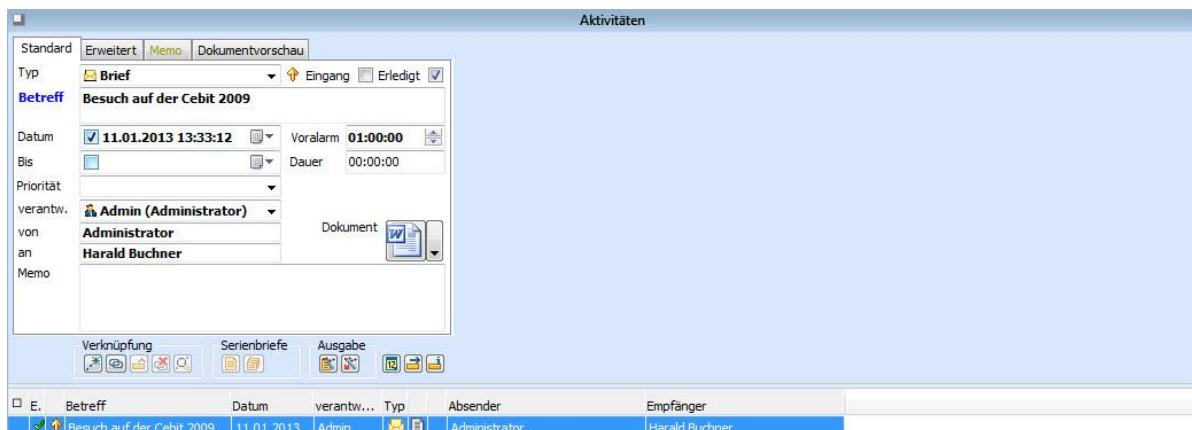 Aktivitäten
Standard Erweitert Memo Dokumentvorschau
Typ Brief Eingang Erledigt
Betreff Besuch auf der Cebit 2009
Datum 11.01.2013 13:33:12 Voralarm 01:00:00
Bis Dauer 00:00:00
Priorität
verantw. Admin (Administrator)
von Administrator Dokument
an Harald Buchner
Memo
Verknüpfung Serienbriefe Ausgabe
E. Betreff Datum verantw... Typ Absender Empfänger
Besuch auf der Cebit 2009 11.01.2013 Admin Administrator Harald Buchner